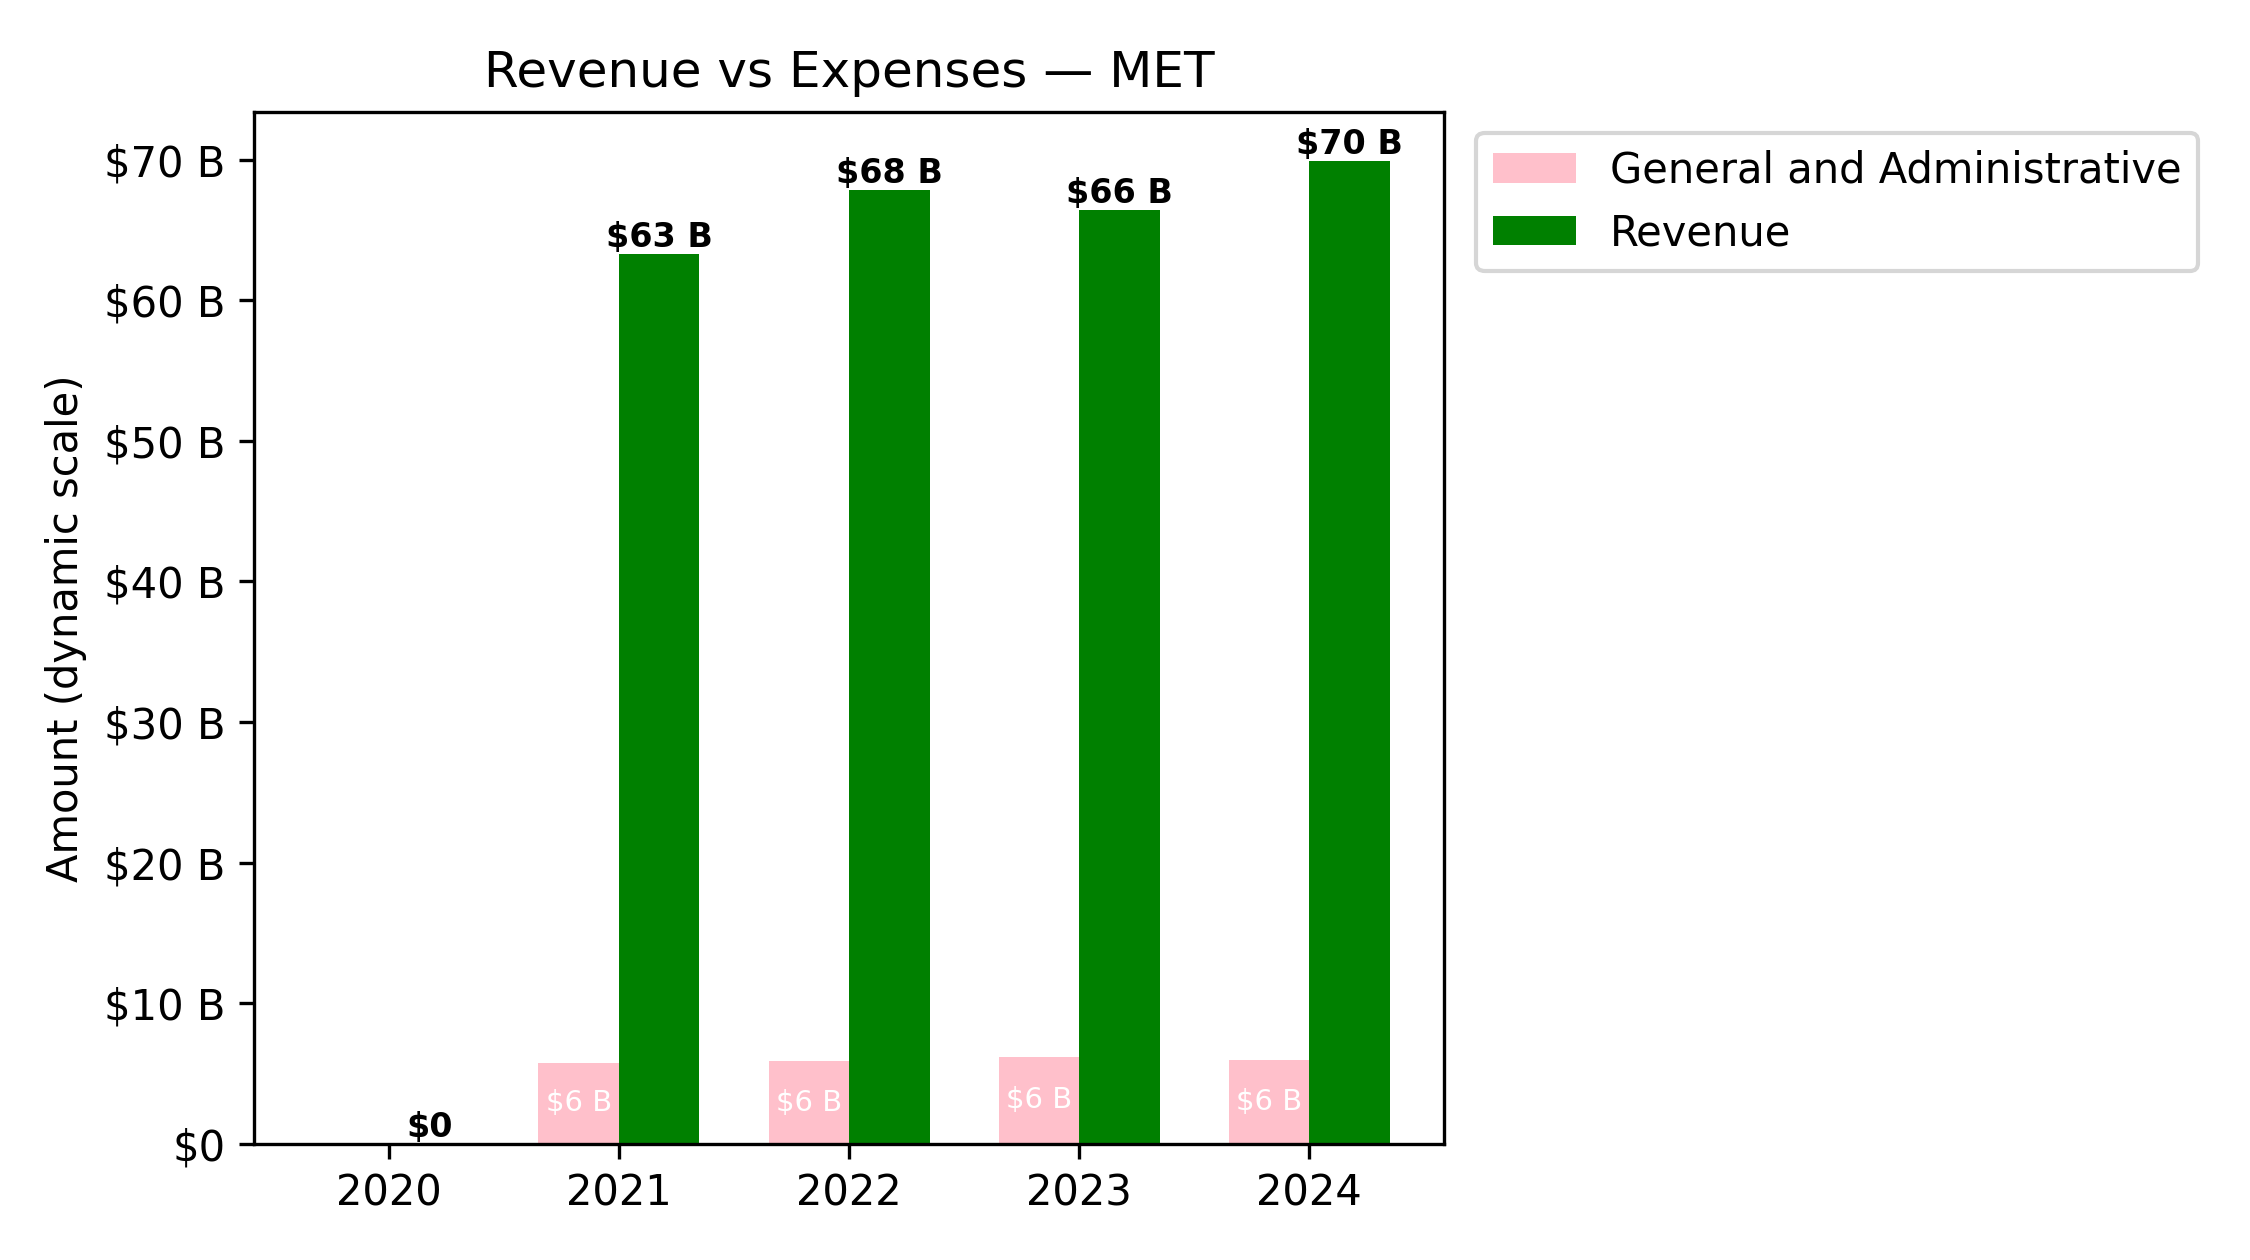 Revenue vs Expenses — MET
General and Administrative
Revenue
Amount (dynamic scale)
$70 B
$60 B
$50 B
$40 B
$30 B
$20 B
$10 B
$0
$0
$63 B
$68 B
$66 B
$70 B
$6 B
$6 B
$6 B
$6 B
2020
2021
2022
2023
2024